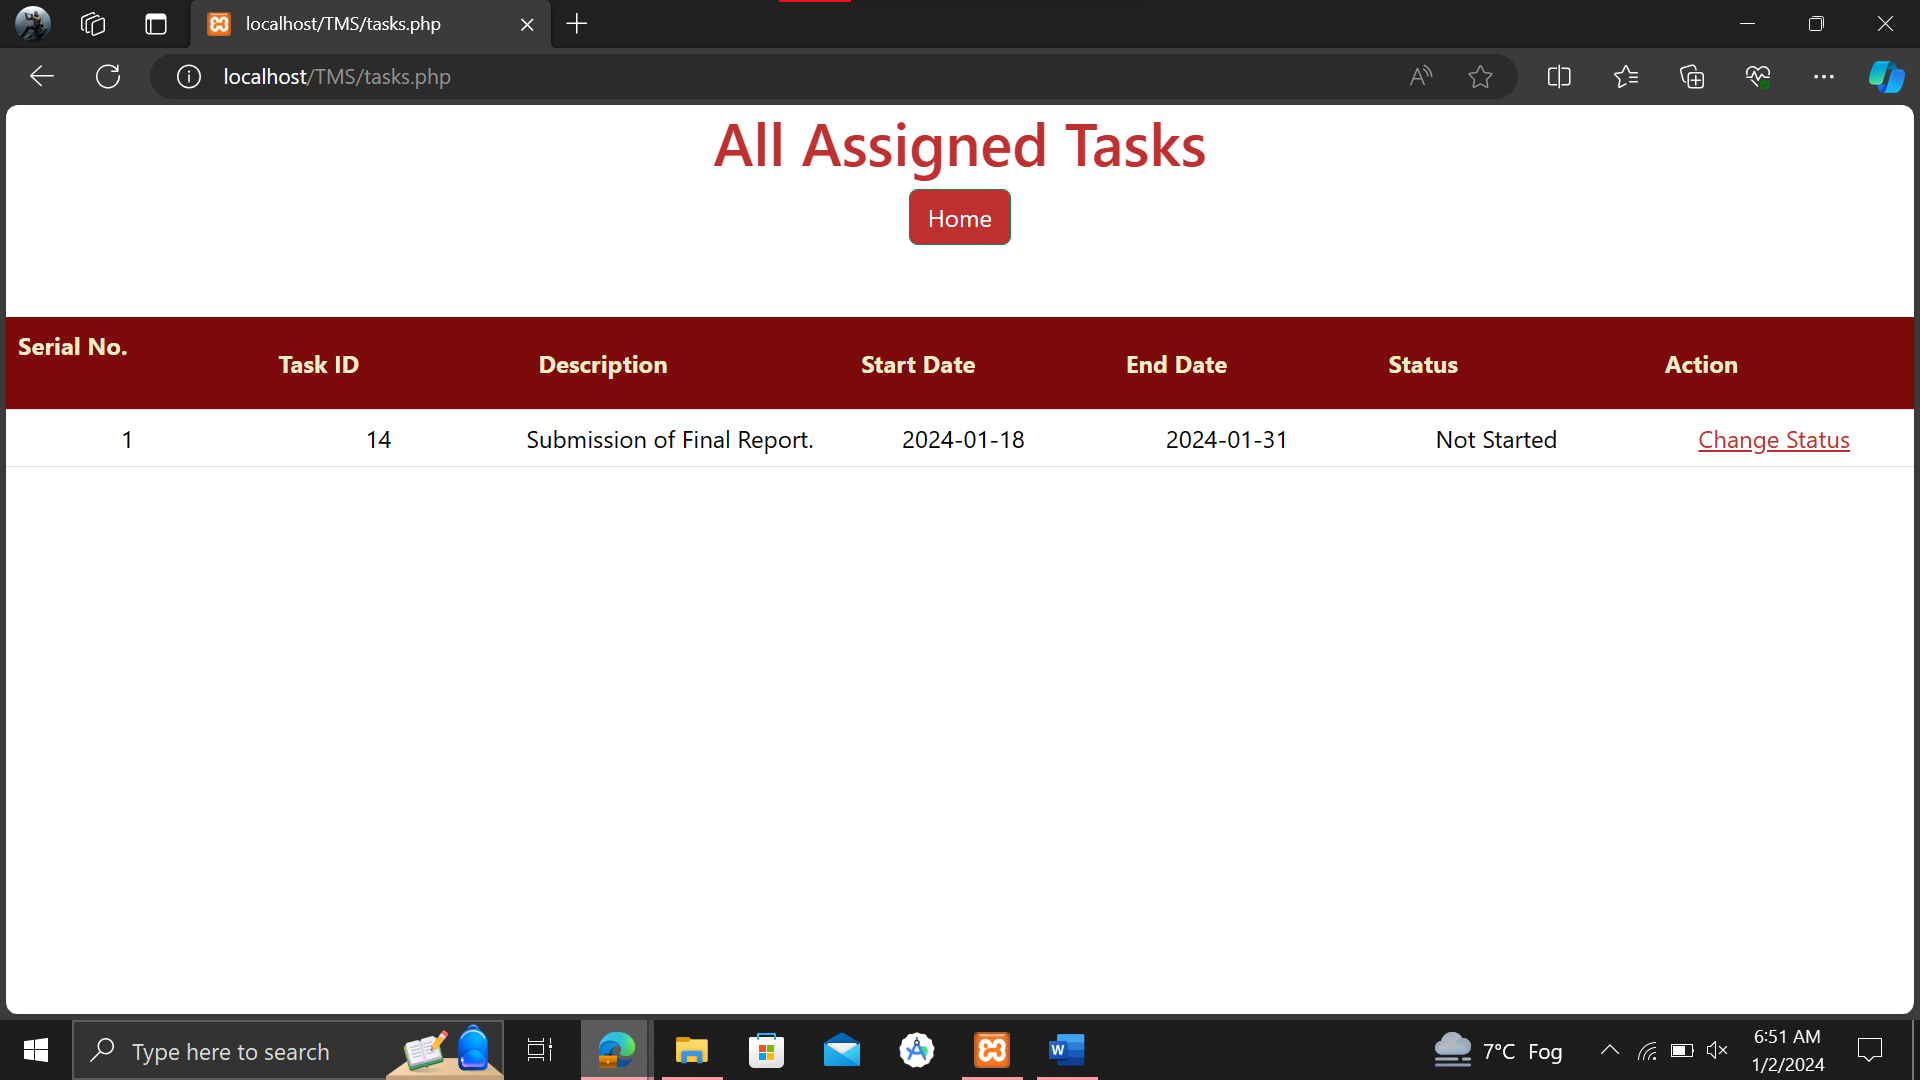 localhost/TMS/tasks.php
localhost/TMS/tasks.php
All Assigned Tasks
Home
Serial No. Task ID Description Start Date End Date Status Action
1 14 Submission of Final Report. 2024-01-18 2024-01-31 Not Started Change Status
Type here to search
7°C Fog
6:51 AM
1/2/2024